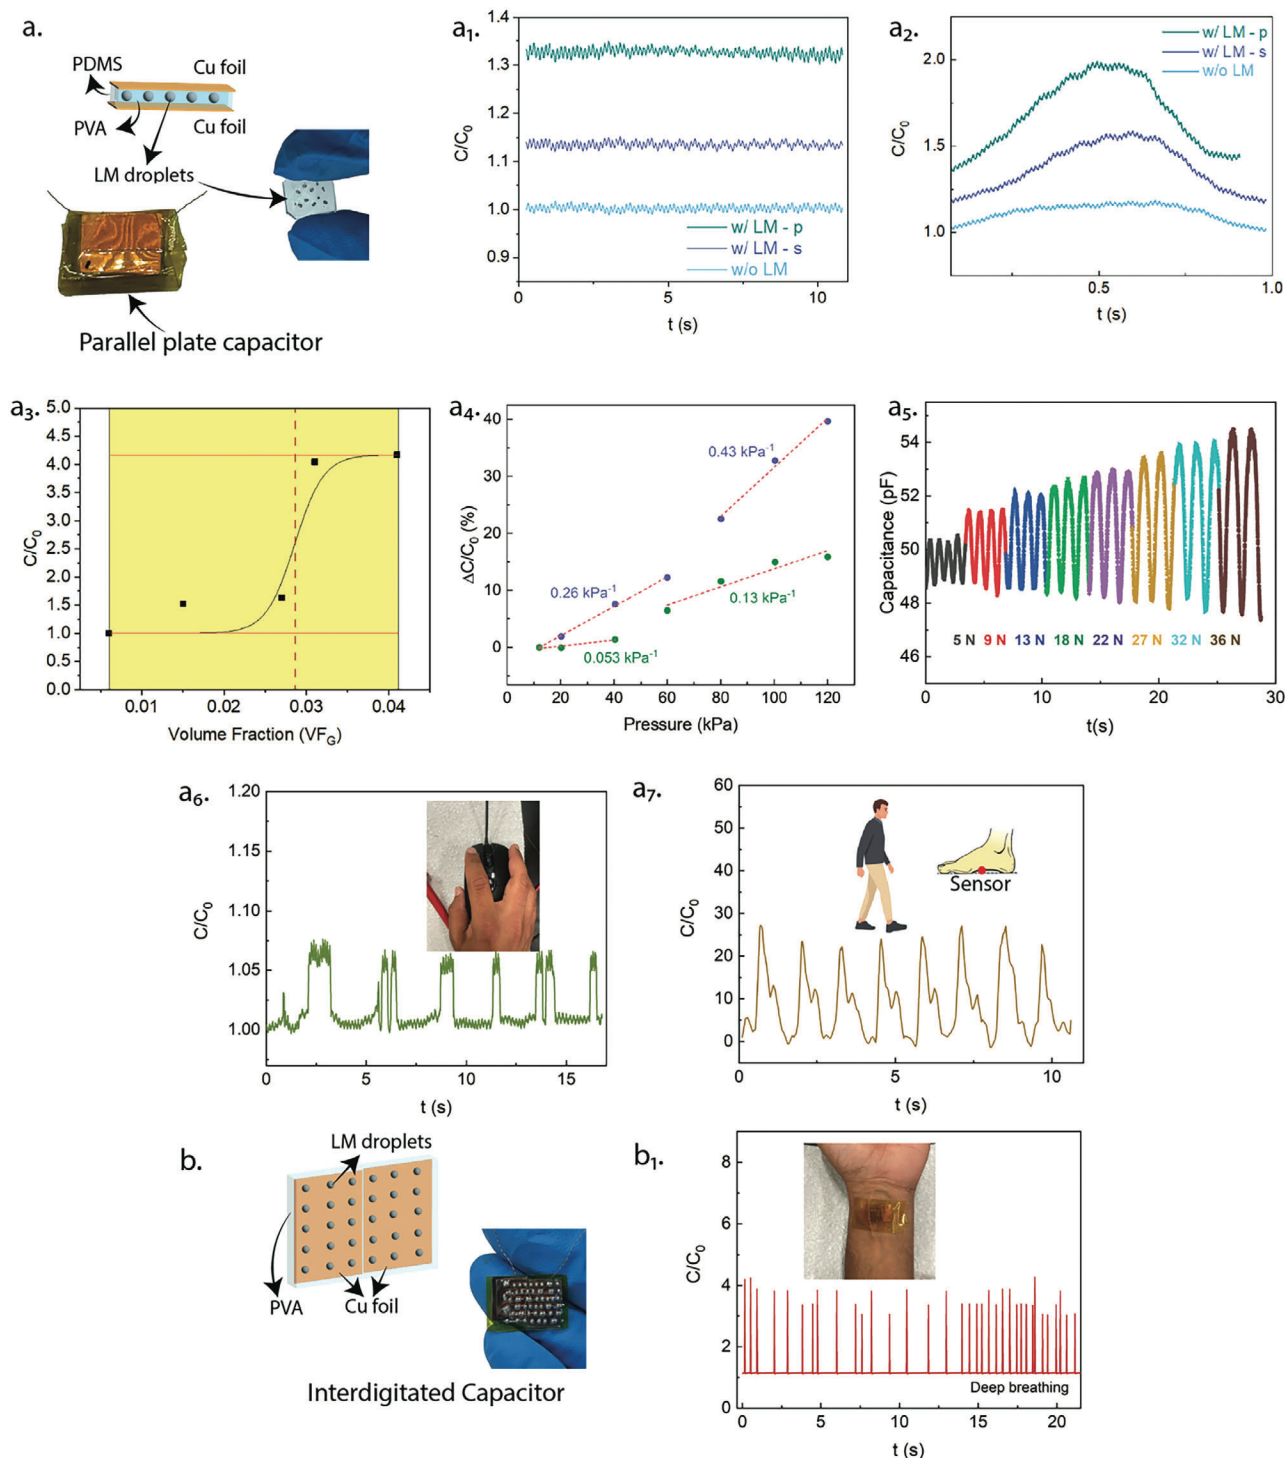 a.
PDMS
Cu foil
PVA
Cu foil
LM droplets
Parallel plate capacitor
a₁.
1.4
1.3
1.2
1.1
1.0
0.9
C/C₀
w/ LM - p
w/ LM - s
w/o LM
0 5 10
t (s)
a₂.
w/ LM - p
w/ LM - s
w/o LM
2.0
1.5
1.0
C/C₀
0.5 1.0
t (s)
a₃.
5.0
4.5
4.0
3.5
3.0
2.5
2.0
1.5
1.0
0.5
0.0
C/C₀
0.01 0.02 0.03 0.04
Volume Fraction (VF_G)
a₄.
40
30
20
10
0
ΔC/C₀ (%)
0.43 kPa⁻¹
0.26 kPa⁻¹
0.13 kPa⁻¹
0.053 kPa⁻¹
0 20 40 60 80 100 120
Pressure (kPa)
a₅.
54
52
50
48
46
Capacitance (pF)
5 N 9 N 13 N 18 N 22 N 27 N 32 N 36 N
0 10 20 30
t(s)
a₆.
1.20
1.15
1.10
1.05
1.00
C/C₀
0 5 10 15
t (s)
a₇.
60
50
40
30
20
10
0
C/C₀
Sensor
0 5 10
t (s)
b.
LM droplets
PVA
Cu foil
Interdigitated Capacitor
b₁.
8
6
4
2
0
C/C₀
Deep breathing
0 5 10 15 20
t (s)